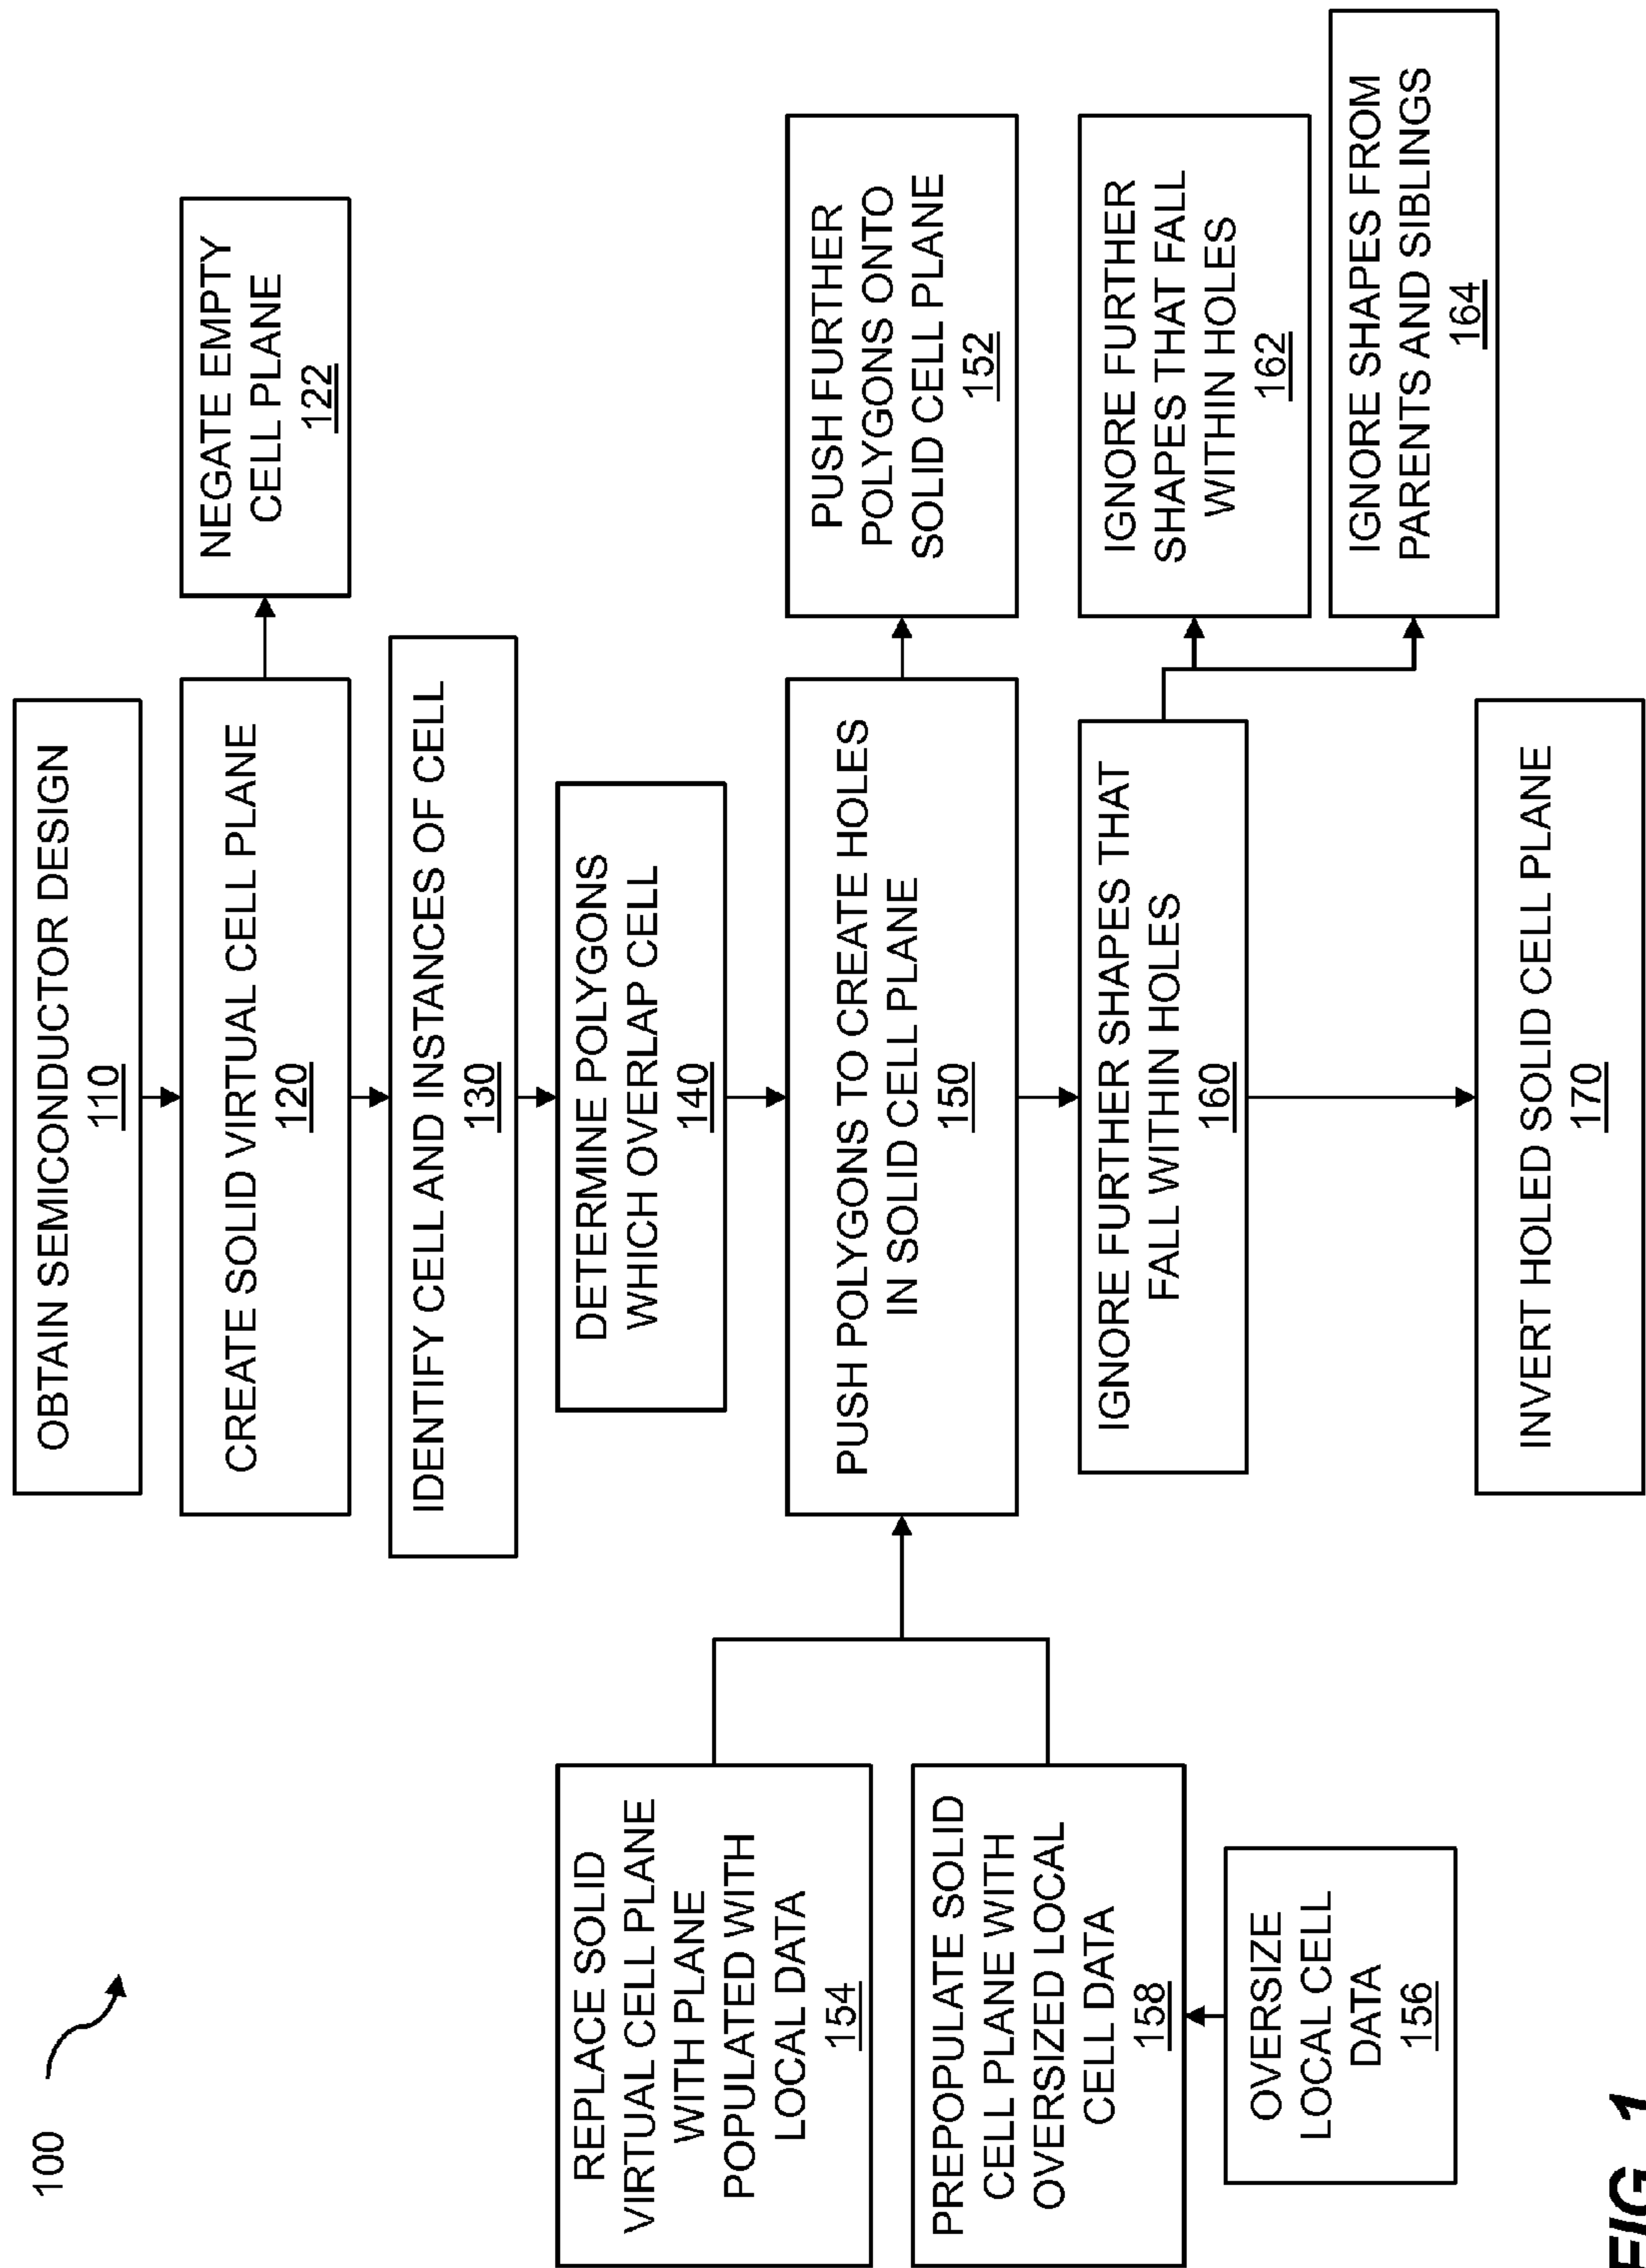 100
OBTAIN SEMICONDUCTOR DESIGN
110
CREATE SOLID VIRTUAL CELL PLANE
120
NEGATE EMPTY
CELL PLANE
122
IDENTIFY CELL AND INSTANCES OF CELL
130
DETERMINE POLYGONS
WHICH OVERLAP CELL
140
REPLACE SOLID
VIRTUAL CELL PLANE
WITH PLANE
POPULATED WITH
LOCAL DATA
154
PREPOPULATE SOLID
CELL PLANE WITH
OVERSIZED LOCAL
CELL DATA
158
OVERSIZE
LOCAL CELL
DATA
156
PUSH POLYGONS TO CREATE HOLES
IN SOLID CELL PLANE
150
PUSH FURTHER
POLYGONS ONTO
SOLID CELL PLANE
152
IGNORE FURTHER SHAPES THAT
FALL WITHIN HOLES
160
IGNORE FURTHER
SHAPES THAT FALL
WITHIN HOLES
162
IGNORE SHAPES FROM
PARENTS AND SIBLINGS
164
INVERT HOLED SOLID CELL PLANE
170
FIG. 1